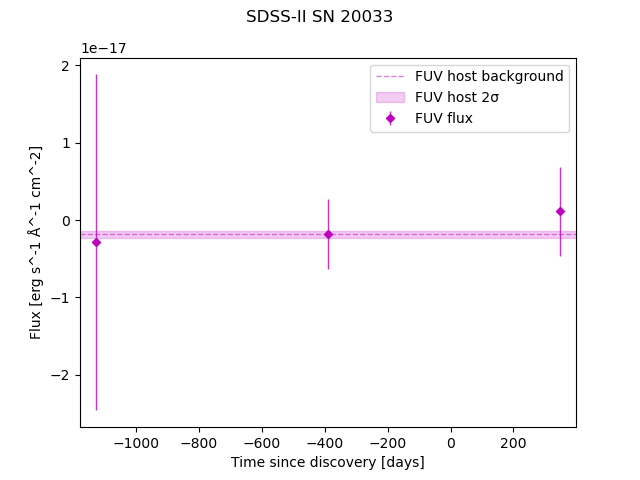 SDSS-II SN 20033
1e−17
FUV host background
FUV host 2σ
FUV flux
2
1
0
−1
−2
Flux [erg s^-1 Å^-1 cm^-2]
−1000 −800 −600 −400 −200 0 200
Time since discovery [days]